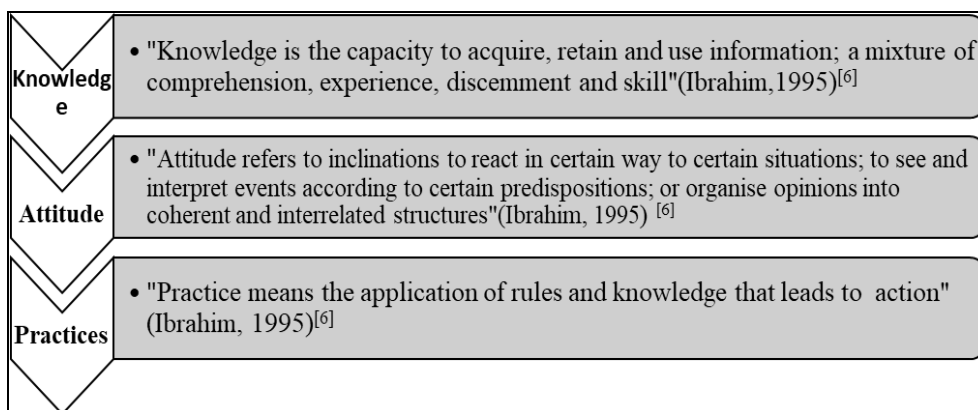 Knowledg
e
• "Knowledge is the capacity to acquire, retain and use information; a mixture of
comprehension, experience, discemment and skill"(Ibrahim,1995)[6]
Attitude
• "Attitude refers to inclinations to react in certain way to certain situations; to see and
interpret events according to certain predispositions; or organise opinions into
coherent and interrelated structures"(Ibrahim, 1995) [6]
Practices
• "Practice means the application of rules and knowledge that leads to action"
(Ibrahim, 1995)[6]